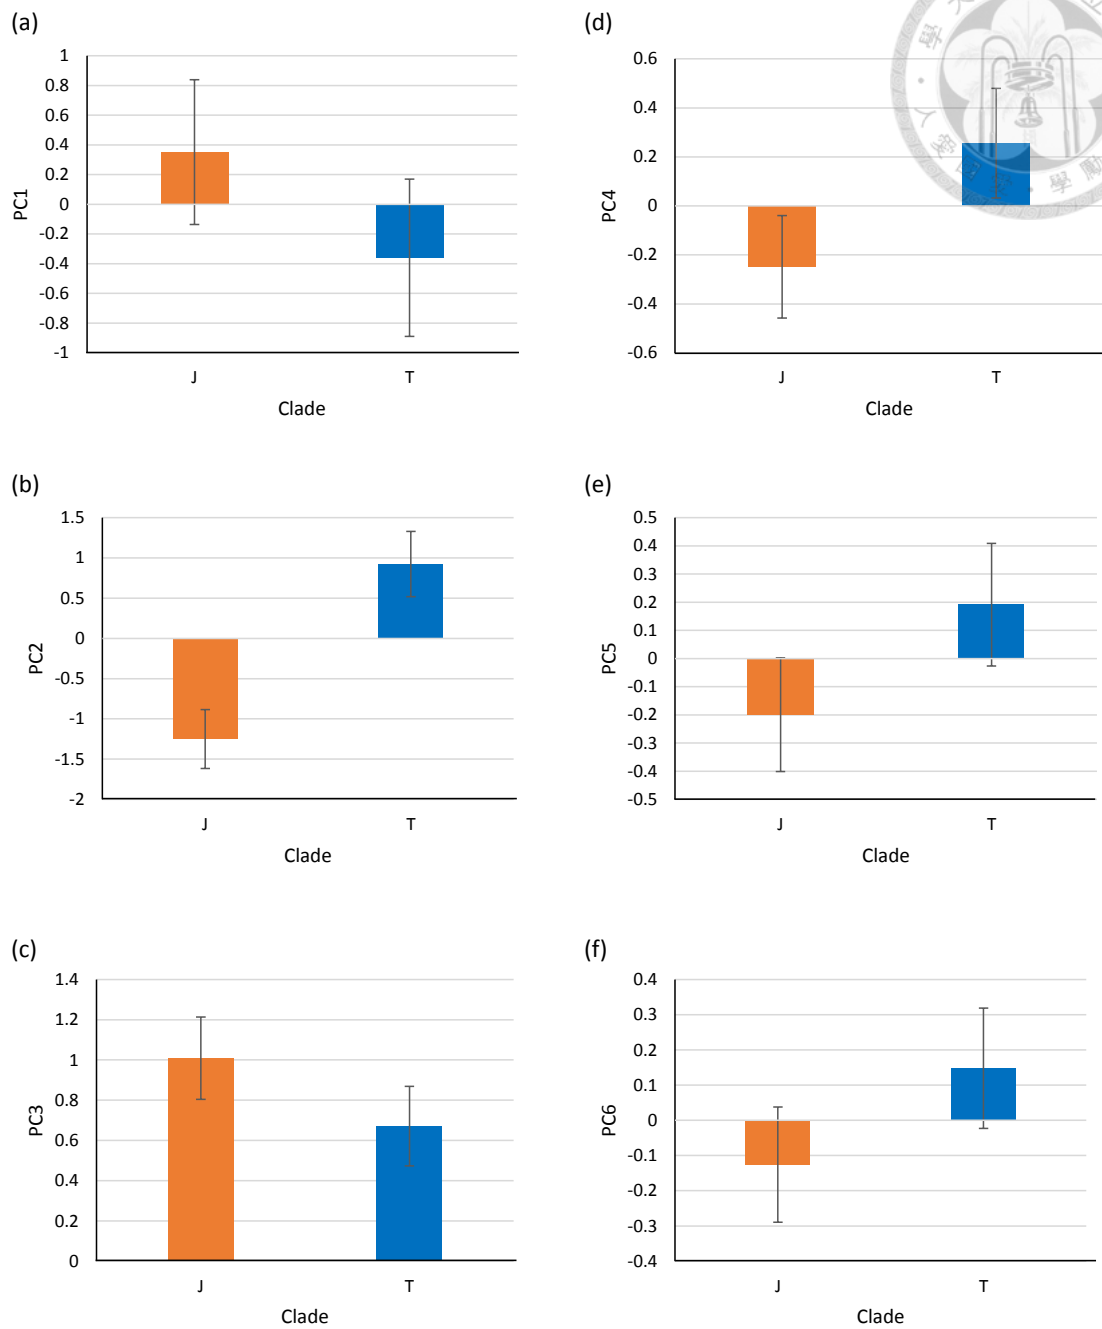 (a)
1
0.8
0.6
0.4
0.2
0
-0.2
-0.4
-0.6
-0.8
-1
PC1
J T
Clade
(d)
0.6
0.4
0.2
0
-0.2
-0.4
-0.6
PC4
J T
Clade
(b)
1.5
1
0.5
0
-0.5
-1
-1.5
-2
PC2
J T
Clade
(e)
0.5
0.4
0.3
0.2
0.1
0
-0.1
-0.2
-0.3
-0.4
-0.5
PC5
J T
Clade
(c)
1.4
1.2
1
0.8
0.6
0.4
0.2
0
PC3
J T
Clade
(f)
0.4
0.3
0.2
0.1
0
-0.1
-0.2
-0.3
-0.4
PC6
J T
Clade